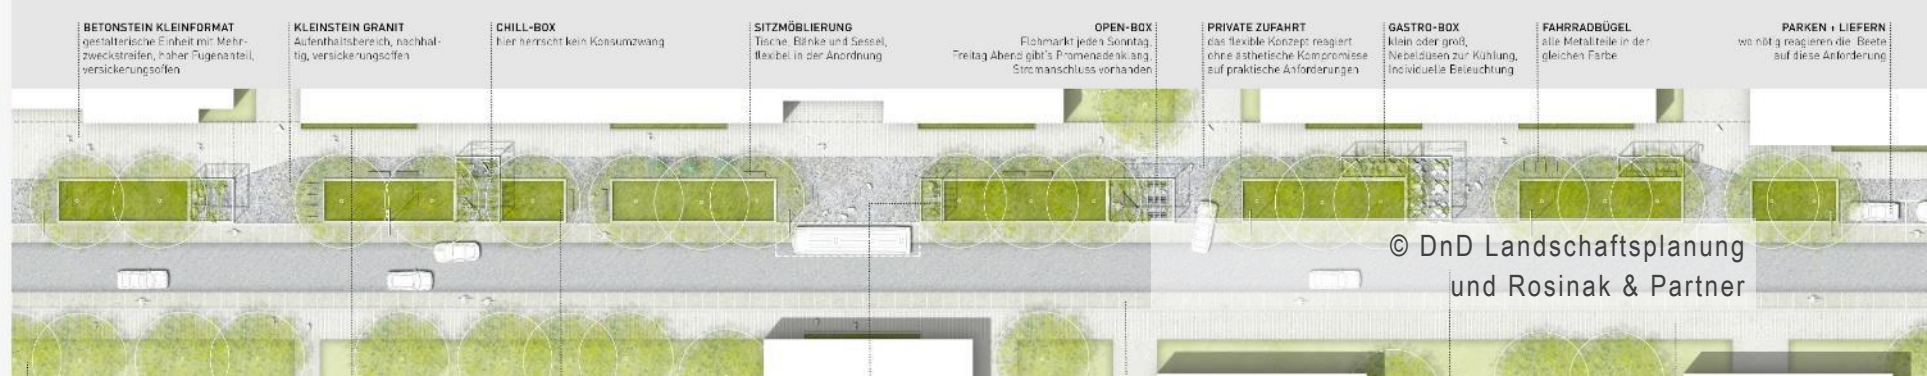 BETONSTEIN KLEINFORMAT
gestalterische Einheit mit Mehr-
zweckstreifen, hoher Fugenanteil,
versickerungsoffen
KLEINSTEIN GRANIT
Aufenthaltsbereich, nachhal-
tig, versickerungsoffen
CHILL-BOX
hier herrscht kein Konsumzwang
SITZMÖBLIERUNG
Tische, Bänke und Sessel,
flexibel in der Anordnung
OPEN-BOX
Flohmarkt jeden Sonntag,
Freitag Abend gibt's Promenadenklang,
Stromanschluss vorhanden
PRIVATE ZUFAHRT
das flexible Konzept reagiert
ohne ästhetische Kompromisse
auf praktische Anforderungen
GASTRO-BOX
klein oder groß,
Nebeldüsen zur Kühlung,
Individuelle Beleuchtung
FAHRRADBÜGEL
alle Metallteile in der
gleichen Farbe
PARKEN + LIEFERN
wo nötig reagieren die Beete
auf diese Anforderung
© DnD Landschaftsplanung
und Rosinak & Partner